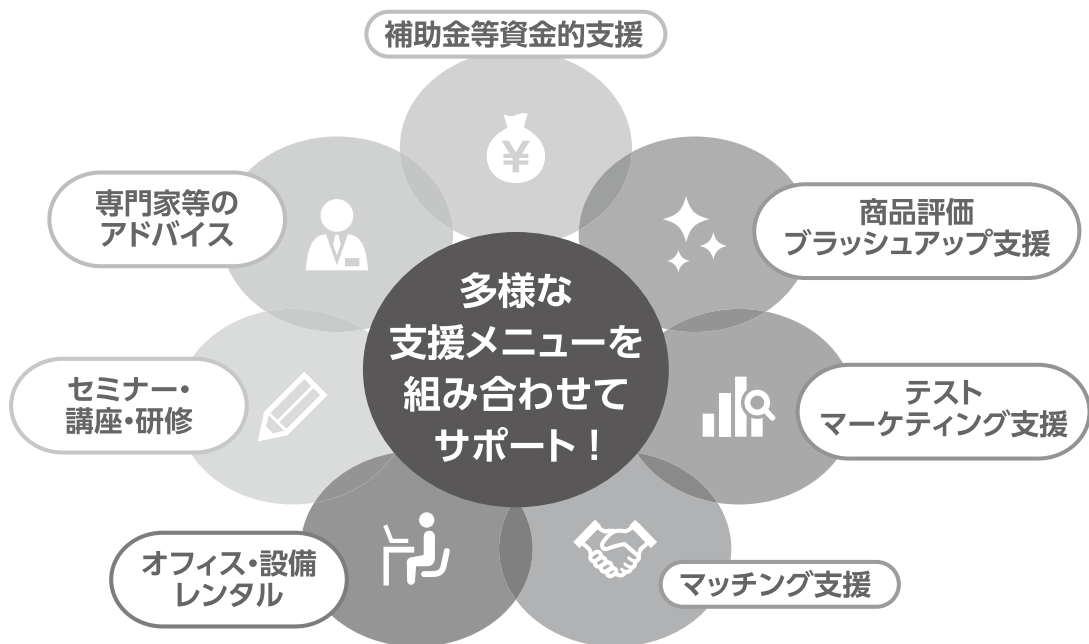 補助金等資金的支援
¥
専門家等の
アドバイス
商品評価
ブラッシュアップ支援
多様な
支援メニューを
組み合わせて
サポート！
セミナー・
講座・研修
テスト
マーケティング支援
オフィス・設備
レンタル
マッチング支援